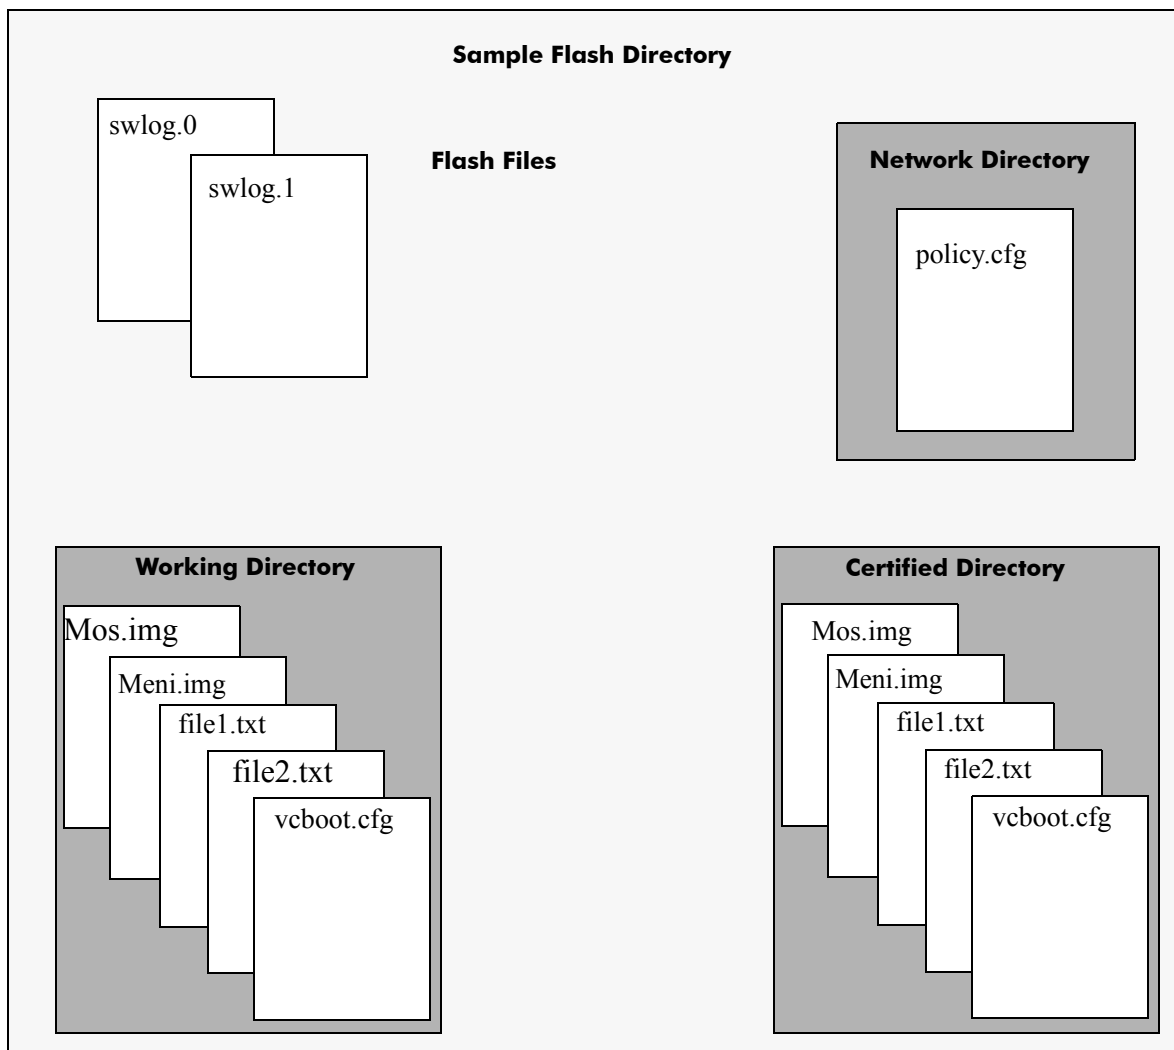 Sample Flash Directory
swlog.0
swlog.1
Flash Files
Network Directory
policy.cfg
Working Directory
Mos.img
Meni.img
file1.txt
file2.txt
vcboot.cfg
Certified Directory
Mos.img
Meni.img
file1.txt
file2.txt
vcboot.cfg